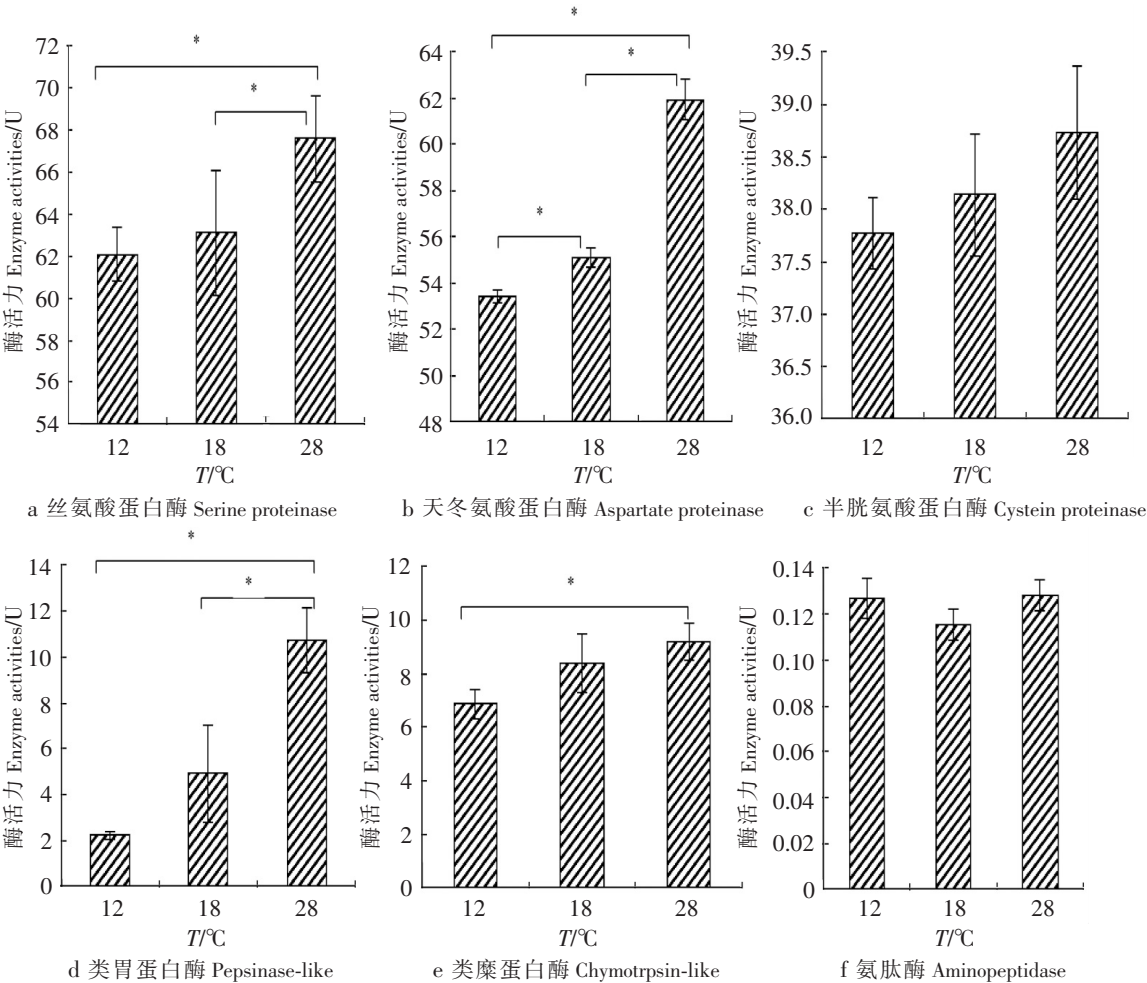 酶活力 Enzyme activities/U
72
70
68
66
64
62
60
58
56
54
*
*
12 18 28
T/℃
a 丝氨酸蛋白酶 Serine proteinase
酶活力 Enzyme activities/U
64
62
60
58
56
54
52
50
48
*
*
*
12 18 28
T/℃
b 天冬氨酸蛋白酶 Aspartate proteinase
酶活力 Enzyme activities/U
39.5
39.0
38.5
38.0
37.5
37.0
36.5
36.0
12 18 28
T/℃
c 半胱氨酸蛋白酶 Cystein proteinase
酶活力 Enzyme activities/U
14
12
10
8
6
4
2
0
*
*
12 18 28
T/℃
d 类胃蛋白酶 Pepsinase-like
酶活力 Enzyme activities/U
12
10
8
6
4
2
0
*
12 18 28
T/℃
e 类糜蛋白酶 Chymotrpsin-like
酶活力 Enzyme activities/U
0.14
0.12
0.10
0.08
0.06
0.04
0.02
0
12 18 28
T/℃
f 氨肽酶 Aminopeptidase